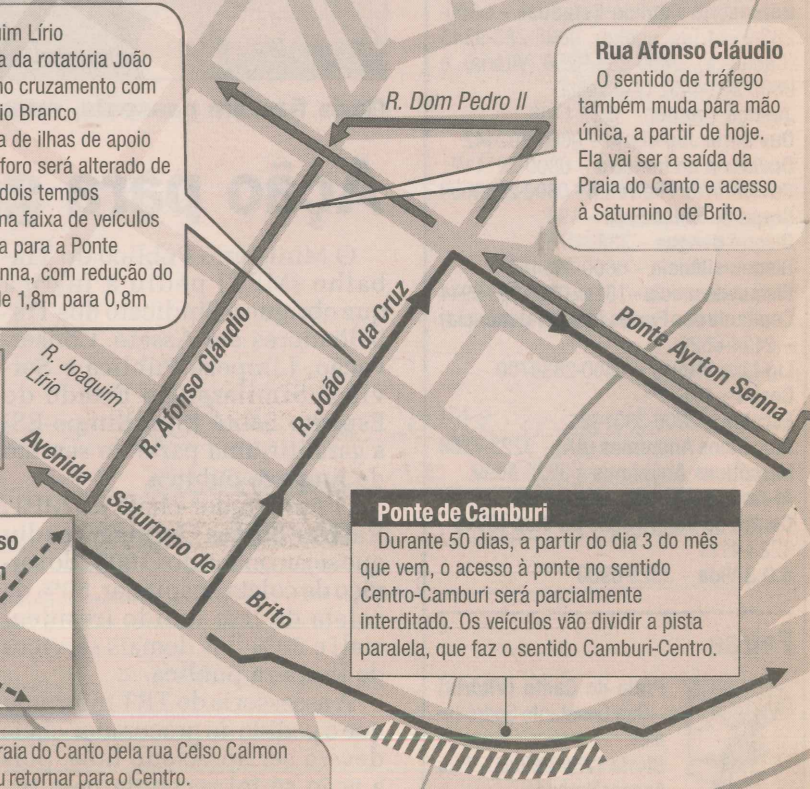 Lírio
a da rotatória João
no cruzamento com
io Branco
a de ilhas de apoio
foro será alterado de
dois tempos
ma faixa de veículos
a para a Ponte
nna, com redução do
de 1,8m para 0,8m
R. Dom Pedro II
Rua Afonso Cláudio
O sentido de tráfego
também muda para mão
única, a partir de hoje.
Ela vai ser a saída da
Praia do Canto e acesso
à Saturnino de Brito.
R. Joaquim
Lírio
R. Afonso Cláudio
R. João da Cruz
Ponte Ayrton Senna
Avenida Saturnino de Brito
Ponte de Camburi
Durante 50 dias, a partir do dia 3 do mês
que vem, o acesso à ponte no sentido
Centro-Camburi será parcialmente
interditado. Os veículos vão dividir a pista
paralela, que faz o sentido Camburi-Centro.
so
raia do Canto pela rua Celso Calmon
u retornar para o Centro.